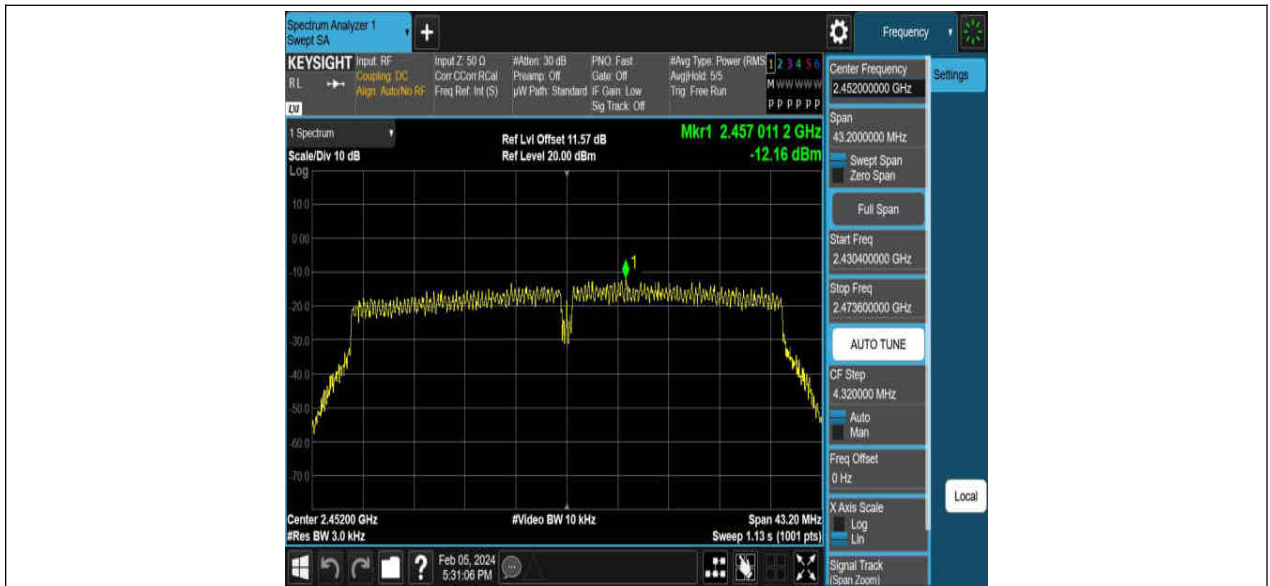 Spectrum Analyzer 1
Swept SA
+
Frequency
KEYSIGHT
RL
LXI
Input: RF
Coupling: DC
Align: Auto/No RF
Input Z: 50 Ω
Corr CCorr RCal
Freq Ref: Int (S)
#Atten: 30 dB
Preamp: Off
µW Path: Standard
PNO: Fast
Gate: Off
IF Gain: Low
Sig Track: Off
#Avg Type: Power (RMS
Avg|Hold: 5/5
Trig: Free Run
1 2 3 4 5 6
M W W W W W
P P P P P P
1 Spectrum
Scale/Div 10 dB
Log
Ref Lvl Offset 11.57 dB
Ref Level 20.00 dBm
Mkr1 2.457 011 2 GHz
-12.16 dBm
10.0
0.00
-10.0
-20.0
-30.0
-40.0
-50.0
-60.0
-70.0
1
Center 2.45200 GHz
#Res BW 3.0 kHz
#Video BW 10 kHz
Span 43.20 MHz
Sweep 1.13 s (1001 pts)
Center Frequency
2.452000000 GHz
Settings
Span
43.2000000 MHz
Swept Span
Zero Span
Full Span
Start Freq
2.430400000 GHz
Stop Freq
2.473600000 GHz
AUTO TUNE
CF Step
4.320000 MHz
Auto
Man
Freq Offset
0 Hz
X Axis Scale
Log
Lin
Local
Signal Track
(Span Zoom)
?
Feb 05, 2024
5:31:06 PM